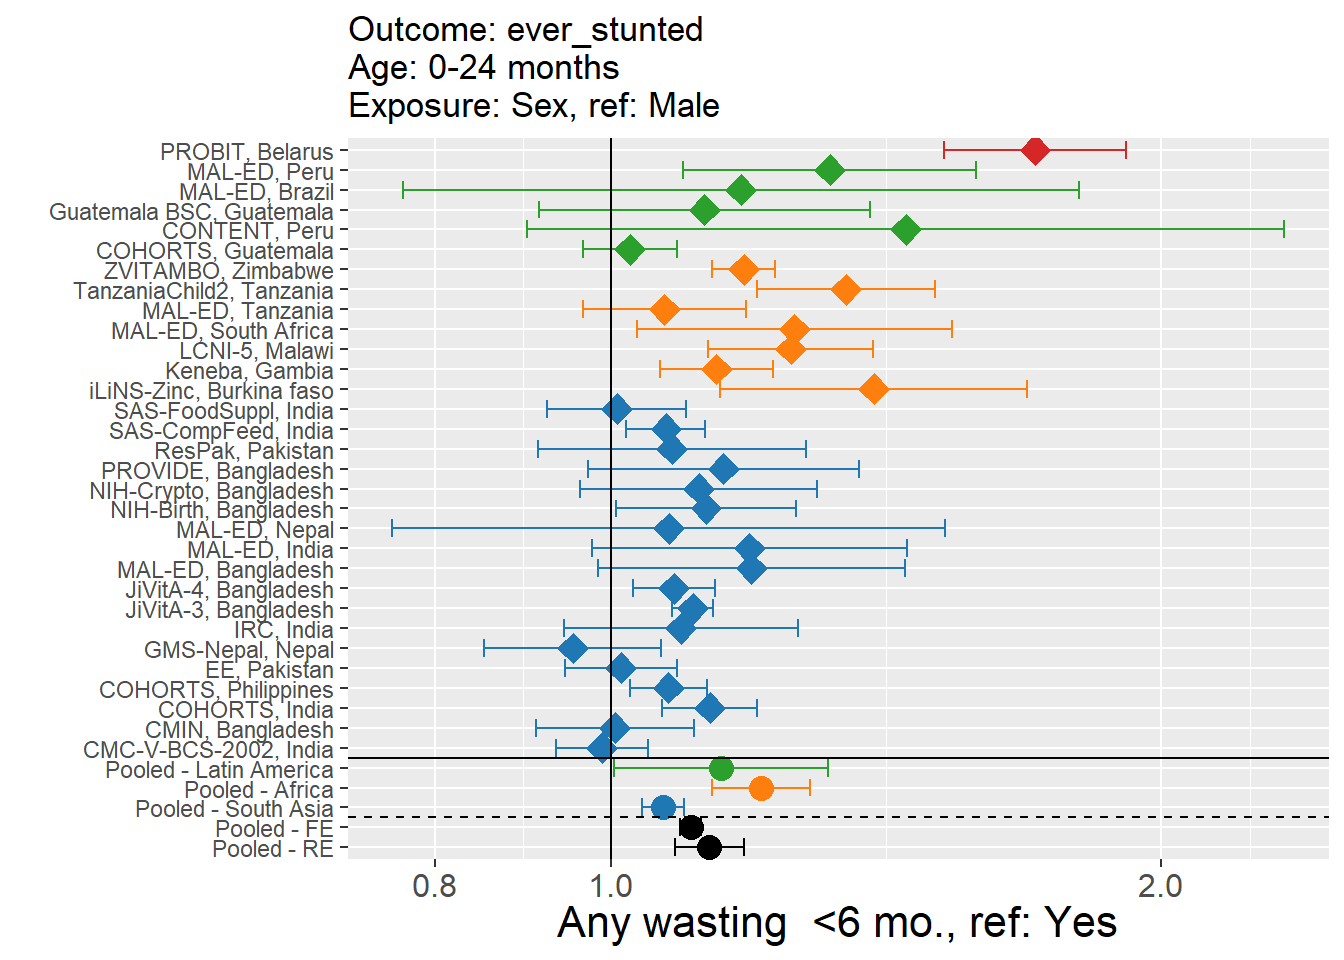 Outcome: ever_stunted
Age: 0-24 months
Exposure: Sex, ref: Male
PROBIT, Belarus
MAL-ED, Peru
MAL-ED, Brazil
Guatemala BSC, Guatemala
CONTENT, Peru
COHORTS, Guatemala
ZVITAMBO, Zimbabwe
TanzaniaChild2, Tanzania
MAL-ED, Tanzania
MAL-ED, South Africa
LCNI-5, Malawi
Keneba, Gambia
iLiNS-Zinc, Burkina faso
SAS-FoodSuppl, India
SAS-CompFeed, India
ResPak, Pakistan
PROVIDE, Bangladesh
NIH-Crypto, Bangladesh
NIH-Birth, Bangladesh
MAL-ED, Nepal
MAL-ED, India
MAL-ED, Bangladesh
JiVitA-4, Bangladesh
JiVitA-3, Bangladesh
IRC, India
GMS-Nepal, Nepal
EE, Pakistan
COHORTS, Philippines
COHORTS, India
CMIN, Bangladesh
CMC-V-BCS-2002, India
Pooled - Latin America
Pooled - Africa
Pooled - South Asia
Pooled - FE
Pooled - RE
0.8 1.0 2.0
Any wasting  <6 mo., ref: Yes